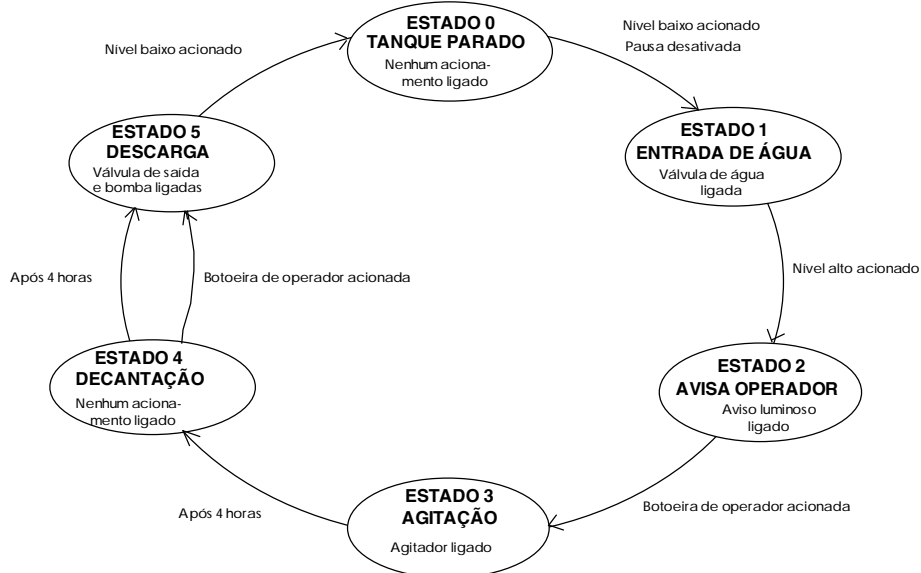 ESTADO 0
TANQUE PARADO
Nenhum aciona-
mento ligado
Nível baixo acionado
Pausa desativada
ESTADO 1
ENTRADA DE ÁGUA
Válvula de água
ligada
Nível alto acionado
ESTADO 2
AVISA OPERADOR
Aviso luminoso
ligado
Botoeira de operador acionada
ESTADO 3
AGITAÇÃO
Agitador ligado
Após 4 horas
ESTADO 4
DECANTAÇÃO
Nenhum aciona-
mento ligado
Após 4 horas
Botoeira de operador acionada
ESTADO 5
DESCARGA
Válvula de saída
e bomba ligadas
Nível baixo acionado